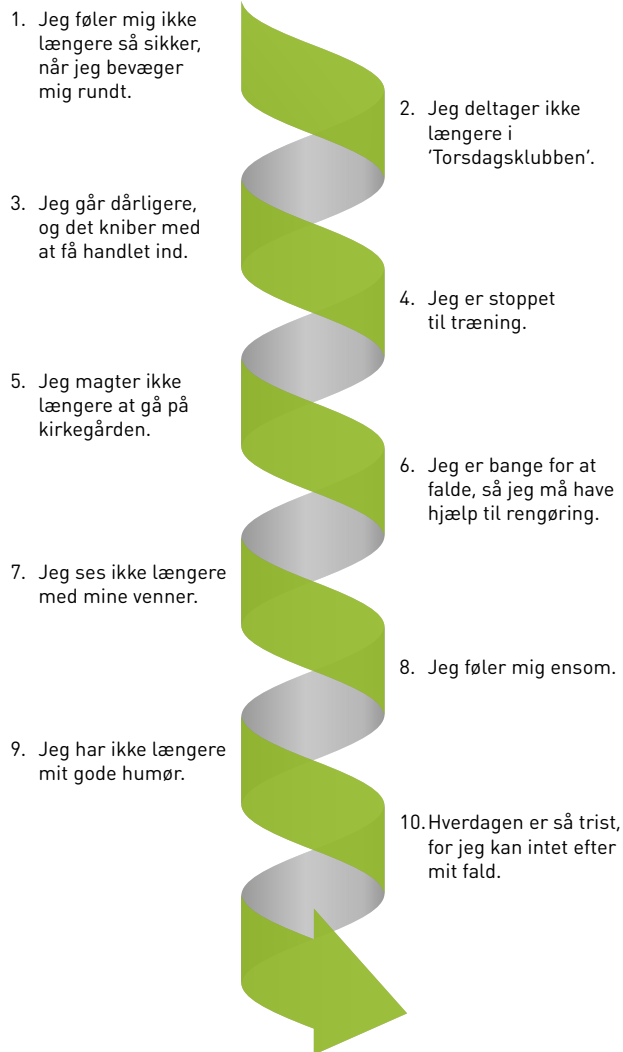 1. Jeg føler mig ikke
længere så sikker,
når jeg bevæger
mig rundt.
2. Jeg deltager ikke
længere i
’Torsdagsklubben’.
3. Jeg går dårligere,
og det kniber med
at få handlet ind.
4. Jeg er stoppet
til træning.
5. Jeg magter ikke
længere at gå på
kirkegården.
6. Jeg er bange for at
falde, så jeg må have
hjælp til rengøring.
7. Jeg ses ikke længere
med mine venner.
8. Jeg føler mig ensom.
9. Jeg har ikke længere
mit gode humør.
10. Hverdagen er så trist,
for jeg kan intet efter
mit fald.